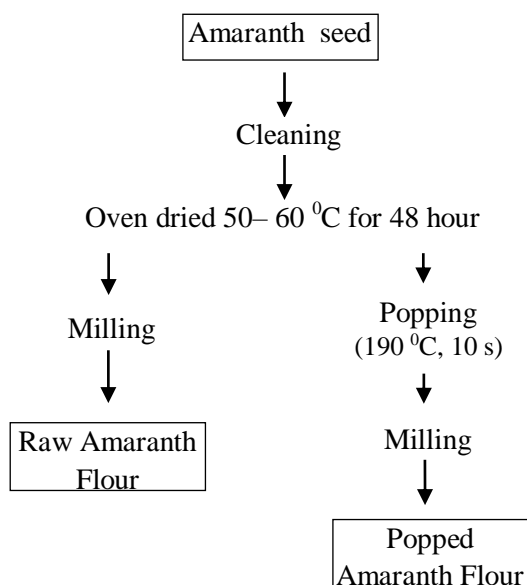 Amaranth seed
Cleaning
Oven dried 50– 60 ⁰C for 48 hour
Milling
Raw Amaranth
Flour
Popping
(190 ⁰C, 10 s)
Milling
Popped
Amaranth Flour